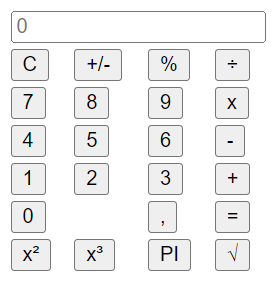 0
C +/- % ÷
7 8 9 x
4 5 6 -
1 2 3 +
0 , =
x² x³ PI √